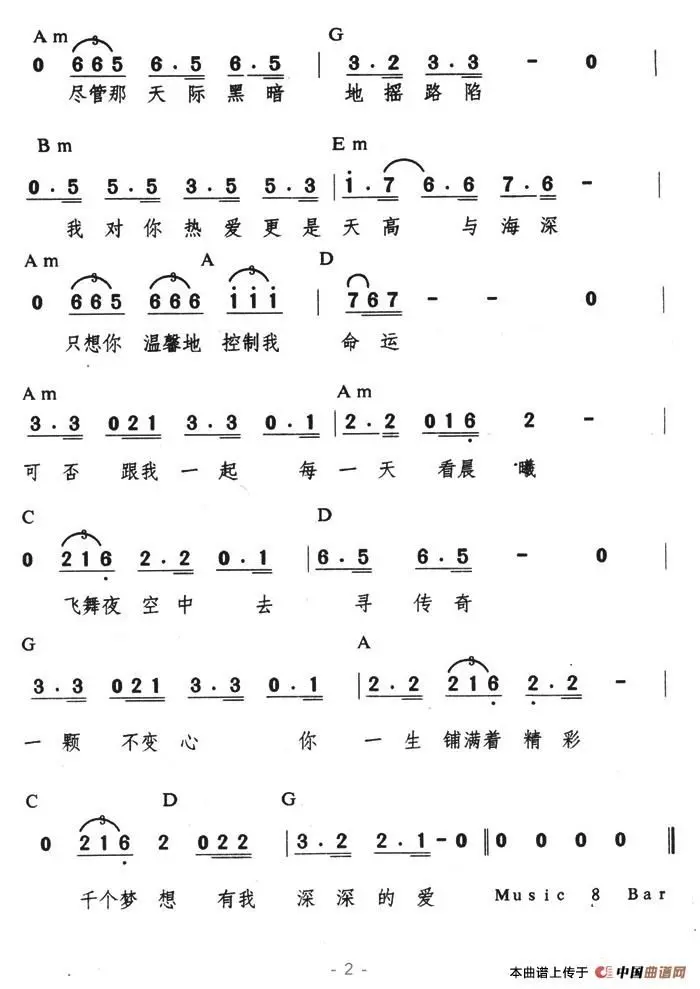 Am G
0 665 6·5 6·5 | 3·2 3·3 - 0 |
尽管那 天际黑暗 地摇路陷
Bm Em
0·5 5·5 3·5 5·3 | i·7 6·6 7·6 - |
我对你热爱更是天高 与海深
Am A D
0 665 666 iii | 767 - - 0 |
只想你 温馨地 控制我 命运
Am Am
3·3 021 3·3 0·1 | 2·2 016 2 - |
可否 跟我一起 每一天 看晨曦
C D
0 216 2·2 0·1 | 6·5 6·5 - 0 |
飞舞夜空中 去 寻传奇
G A
3·3 021 3·3 0·1 | 2·2 216 2·2 - |
一颗 不变心 你一生铺满着精彩
C D G
0 216 2 022 | 3·2 2·1 - 0 || 0 0 0 0 ||
千个梦想 有我 深深的爱 Music 8 Bar
- 2 -
本曲谱上传于 中国曲谱网